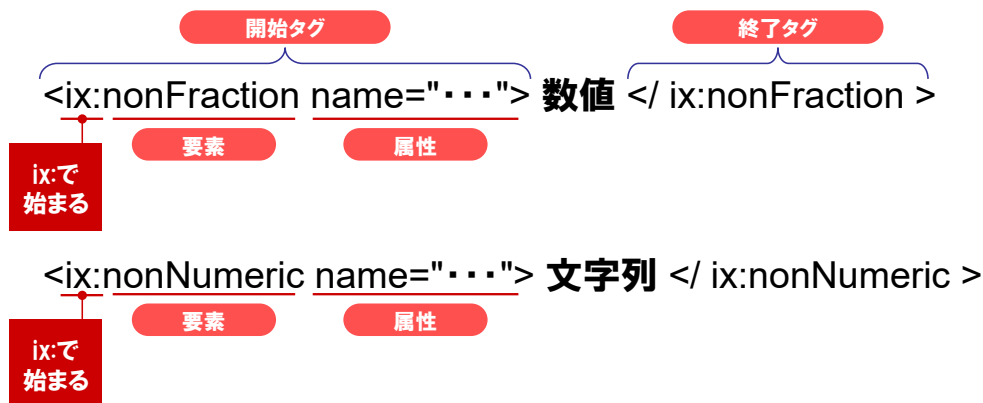 開始タグ 終了タグ
<ix:nonFraction name="・・・"> 数値 </ ix:nonFraction >
要素 属性
ix:で
始まる
<ix:nonNumeric name="・・・"> 文字列 </ ix:nonNumeric >
要素 属性
ix:で
始まる